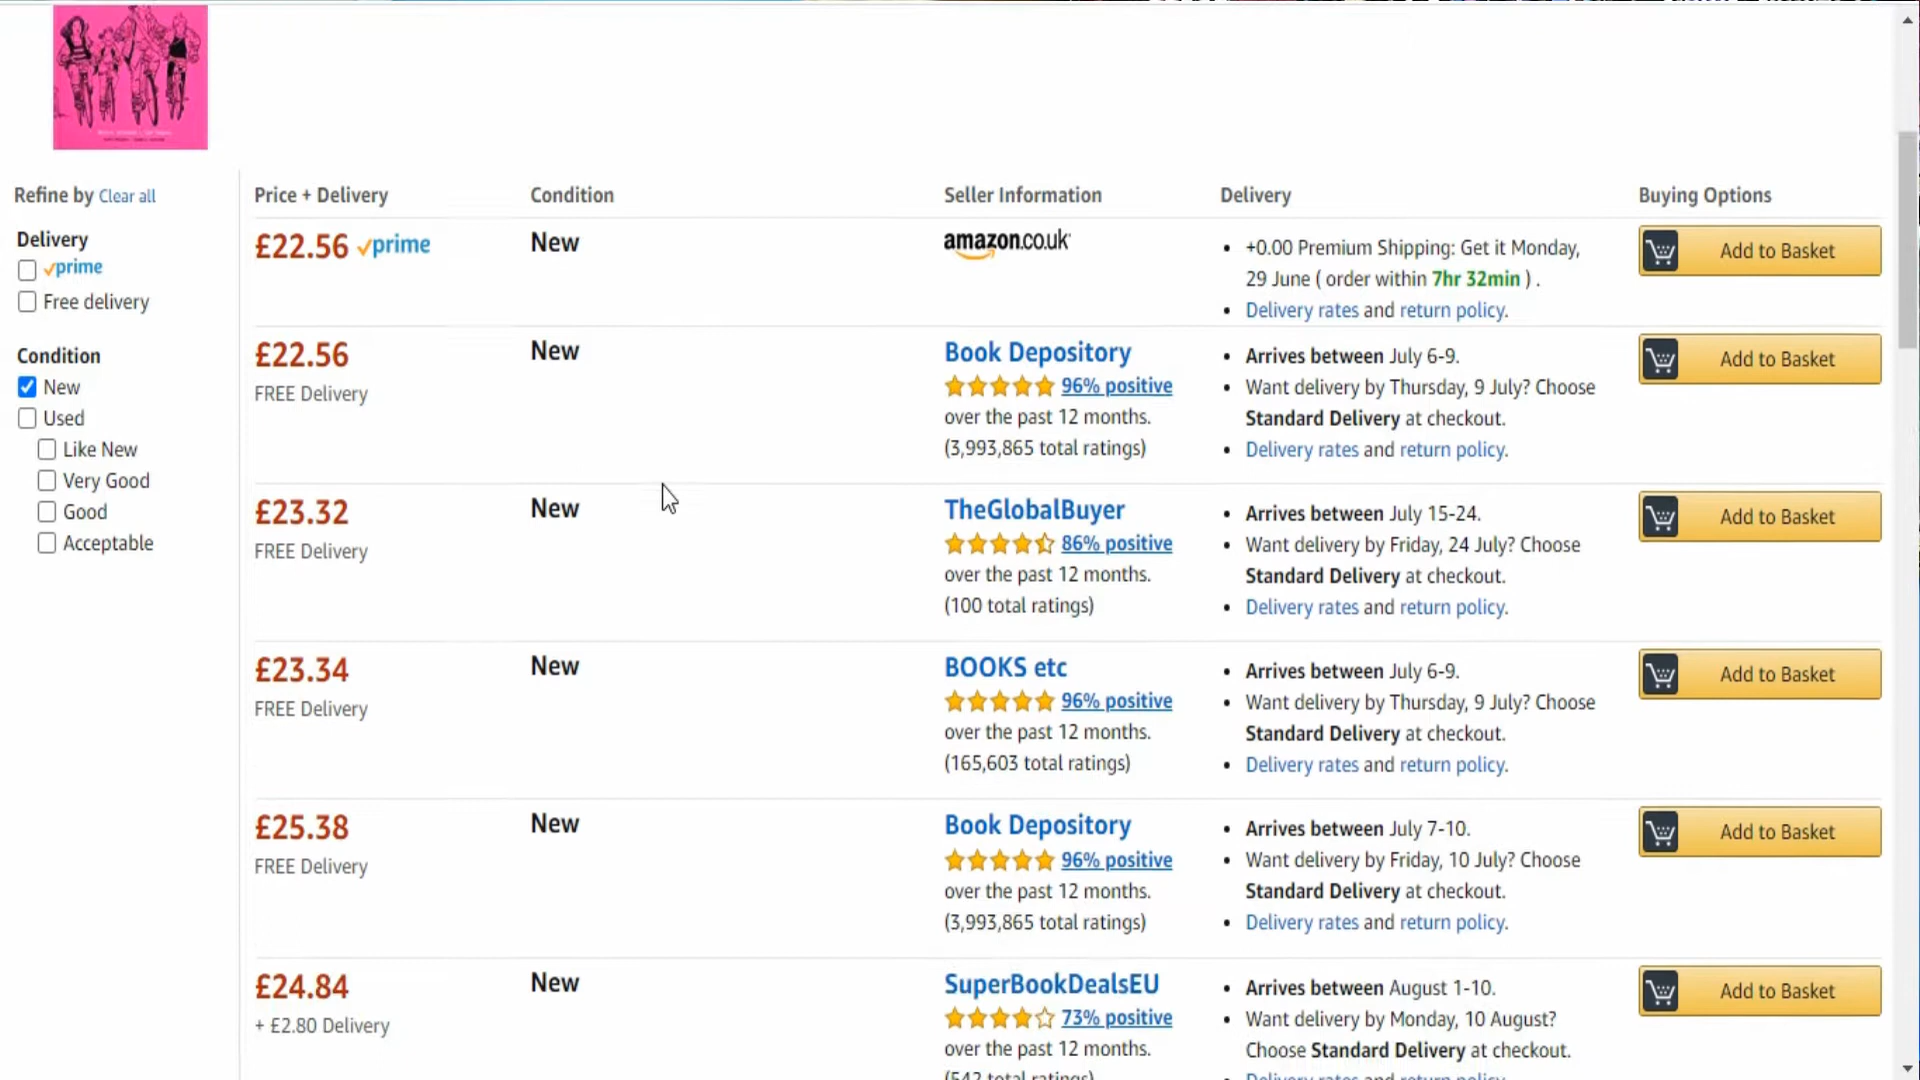 Refine by Clear all
Delivery
prime
Free delivery
Condition
New
Used
Like New
Very Good
Good
Acceptable
Price + Delivery
Condition
Seller Information
Delivery
Buying Options
£22.56 prime
New
amazon.co.uk
+0.00 Premium Shipping: Get it Monday,
29 June ( order within 7hr 32min ) .
Delivery rates and return policy.
Add to Basket
£22.56
FREE Delivery
New
Book Depository
96% positive
over the past 12 months.
(3,993,865 total ratings)
Arrives between July 6-9.
Want delivery by Thursday, 9 July? Choose
Standard Delivery at checkout.
Delivery rates and return policy.
Add to Basket
£23.32
FREE Delivery
New
TheGlobalBuyer
86% positive
over the past 12 months.
(100 total ratings)
Arrives between July 15-24.
Want delivery by Friday, 24 July? Choose
Standard Delivery at checkout.
Delivery rates and return policy.
Add to Basket
£23.34
FREE Delivery
New
BOOKS etc
96% positive
over the past 12 months.
(165,603 total ratings)
Arrives between July 6-9.
Want delivery by Thursday, 9 July? Choose
Standard Delivery at checkout.
Delivery rates and return policy.
Add to Basket
£25.38
FREE Delivery
New
Book Depository
96% positive
over the past 12 months.
(3,993,865 total ratings)
Arrives between July 7-10.
Want delivery by Friday, 10 July? Choose
Standard Delivery at checkout.
Delivery rates and return policy.
Add to Basket
£24.84
+ £2.80 Delivery
New
SuperBookDealsEU
73% positive
over the past 12 months.
(542 total ratings)
Arrives between August 1-10.
Want delivery by Monday, 10 August?
Choose Standard Delivery at checkout.
Delivery rates and return policy.
Add to Basket